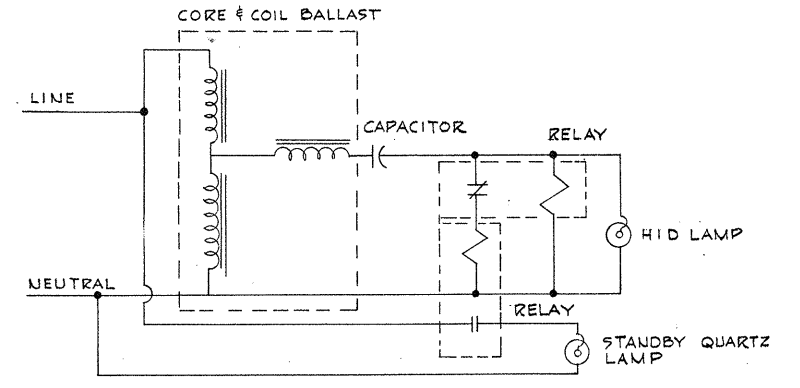 CORE & COIL BALLAST
LINE
CAPACITOR
RELAY
HID LAMP
NEUTRAL
RELAY
STANDBY QUARTZ
LAMP